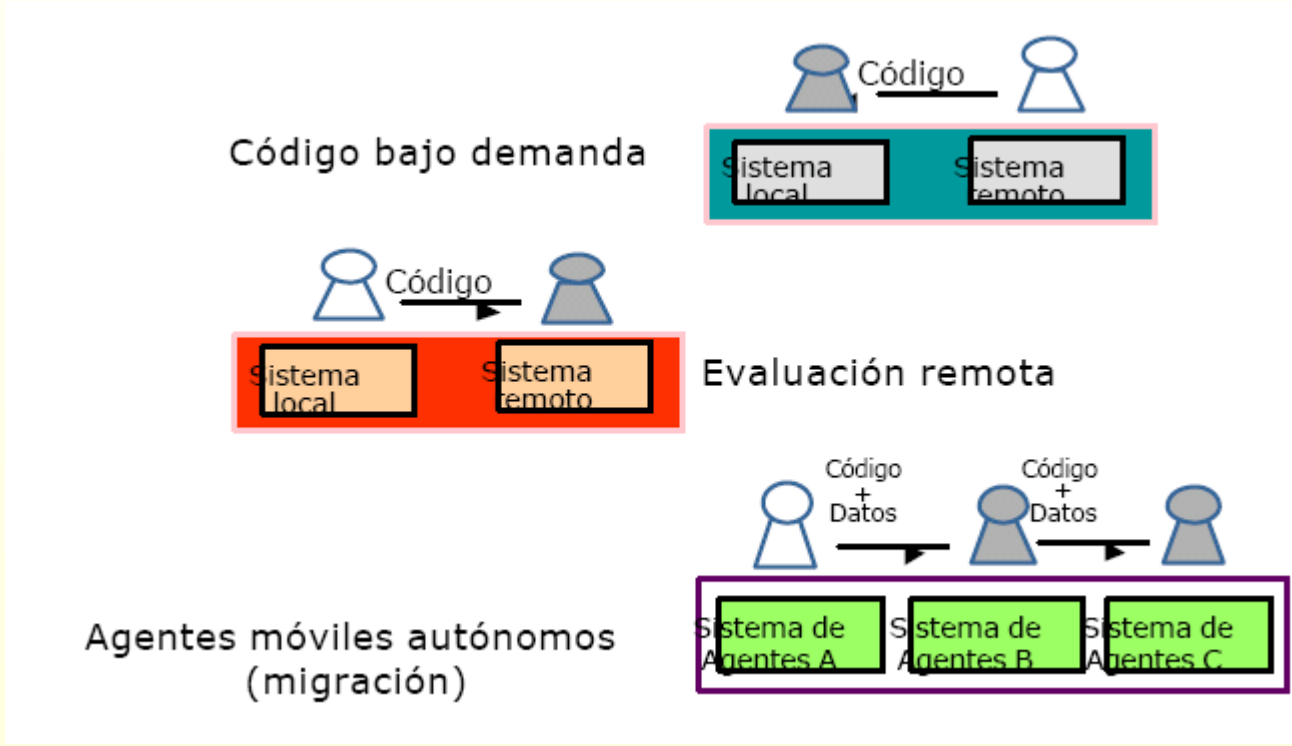 Código
Código bajo demanda
Sistema
local
Sistema
remoto
Código
Sistema
local
Sistema
remoto
Evaluación remota
Código
+
Datos
Código
+
Datos
Agentes móviles autónomos
(migración)
Sistema de
Agentes A
Sistema de
Agentes B
Sistema de
Agentes C